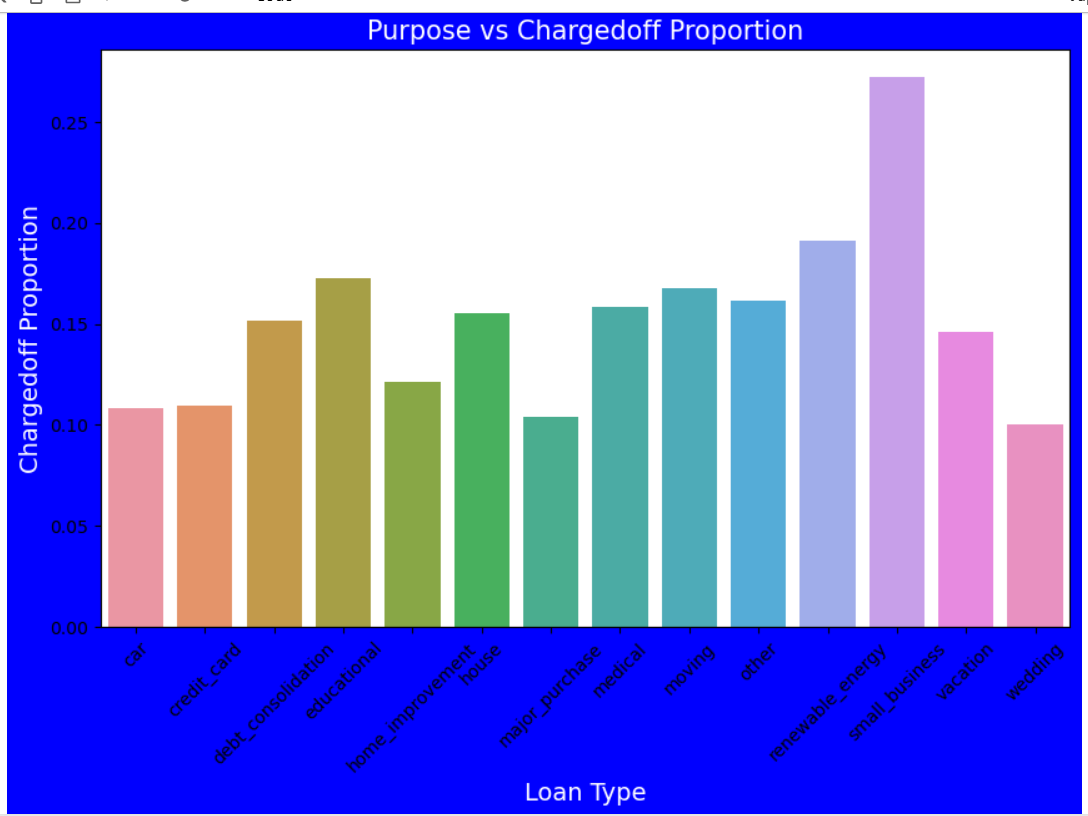 Purpose vs Chargedoff Proportion
Chargedoff Proportion
0.25
0.20
0.15
0.10
0.05
0.00
car
credit_card
debt_consolidation
educational
home_improvement
house
major_purchase
medical
moving
other
renewable_energy
small_business
vacation
wedding
Loan Type